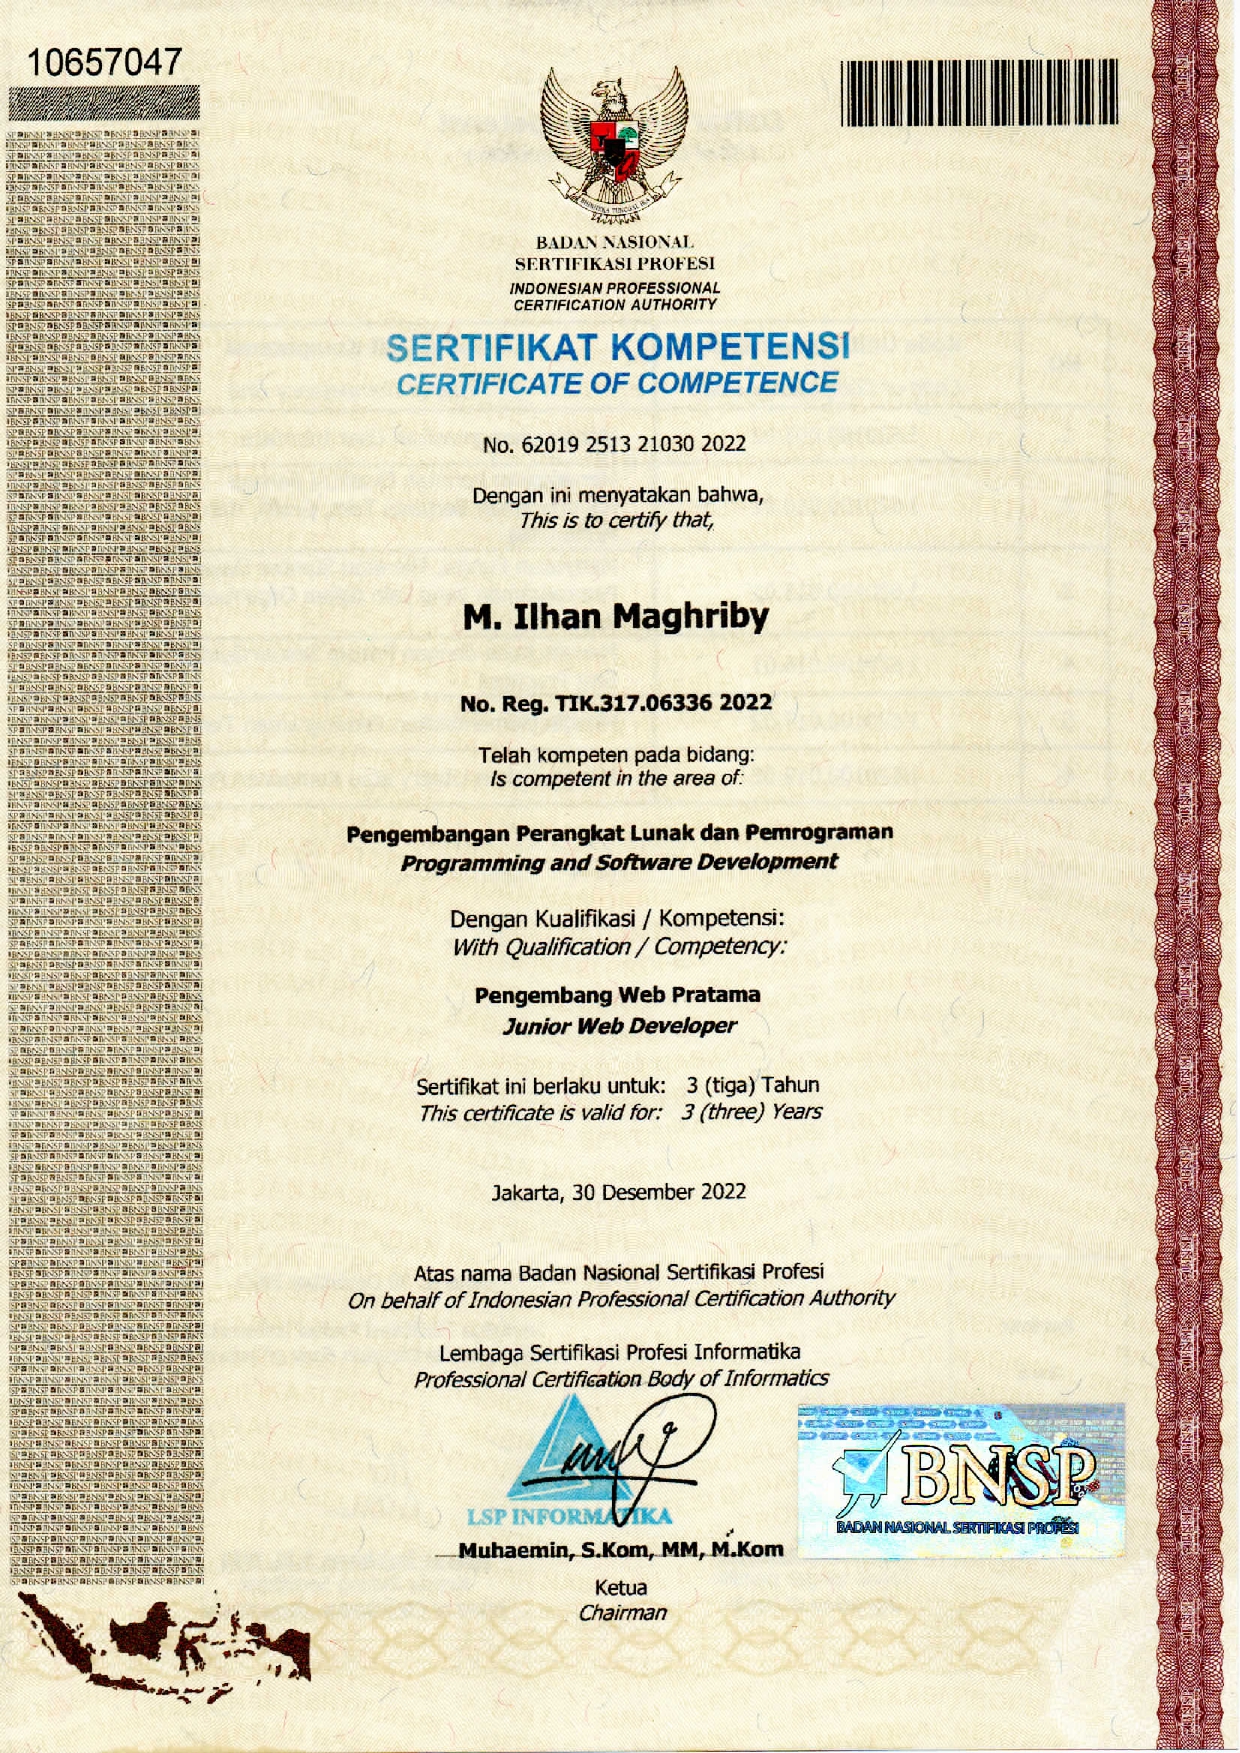 10657047
BADAN NASIONAL
SERTIFIKASI PROFESI
INDONESIAN PROFESSIONAL
CERTIFICATION AUTHORITY
SERTIFIKAT KOMPETENSI
CERTIFICATE OF COMPETENCE
No. 62019 2513 21030 2022
Dengan ini menyatakan bahwa,
This is to certify that,
M. Ilhan Maghriby
No. Reg. TIK.317.06336 2022
Telah kompeten pada bidang:
Is competent in the area of:
Pengembangan Perangkat Lunak dan Pemrograman
Programming and Software Development
Dengan Kualifikasi / Kompetensi:
With Qualification / Competency:
Pengembang Web Pratama
Junior Web Developer
Sertifikat ini berlaku untuk: 3 (tiga) Tahun
This certificate is valid for: 3 (three) Years
Jakarta, 30 Desember 2022
Atas nama Badan Nasional Sertifikasi Profesi
On behalf of Indonesian Professional Certification Authority
Lembaga Sertifikasi Profesi Informatika
Professional Certification Body of Informatics
LSP INFORMATIKA
BNSP
BADAN NASIONAL SERTIFIKASI PROFESI
Muhaemin, S.Kom, MM, M.Kom
Ketua
Chairman